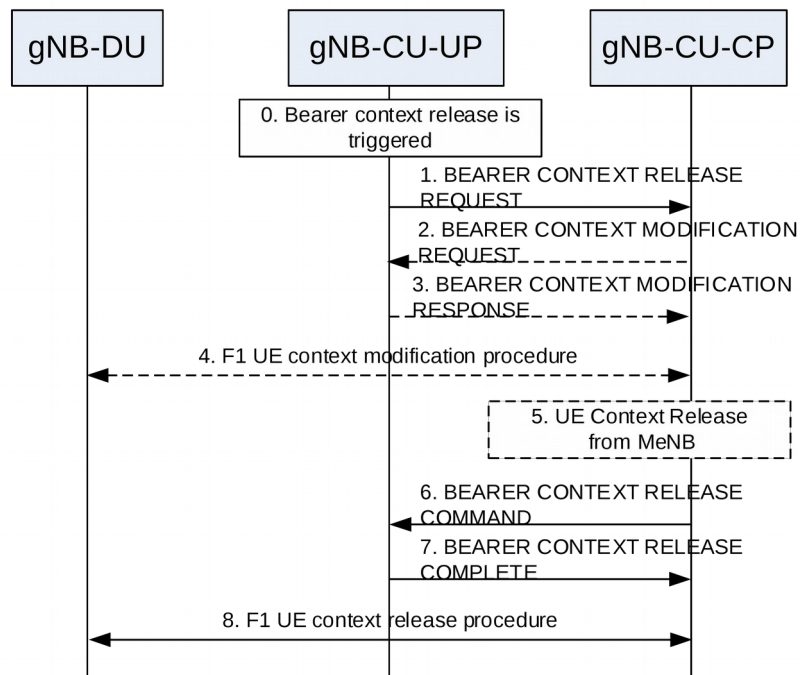 gNB-DU
gNB-CU-UP
gNB-CU-CP
0. Bearer context release is
triggered
1. BEARER CONTEXT RELEASE
REQUEST
2. BEARER CONTEXT MODIFICATION
REQUEST
3. BEARER CONTEXT MODIFICATION
RESPONSE
4. F1 UE context modification procedure
5. UE Context Release
from MeNB
6. BEARER CONTEXT RELEASE
COMMAND
7. BEARER CONTEXT RELEASE
COMPLETE
8. F1 UE context release procedure